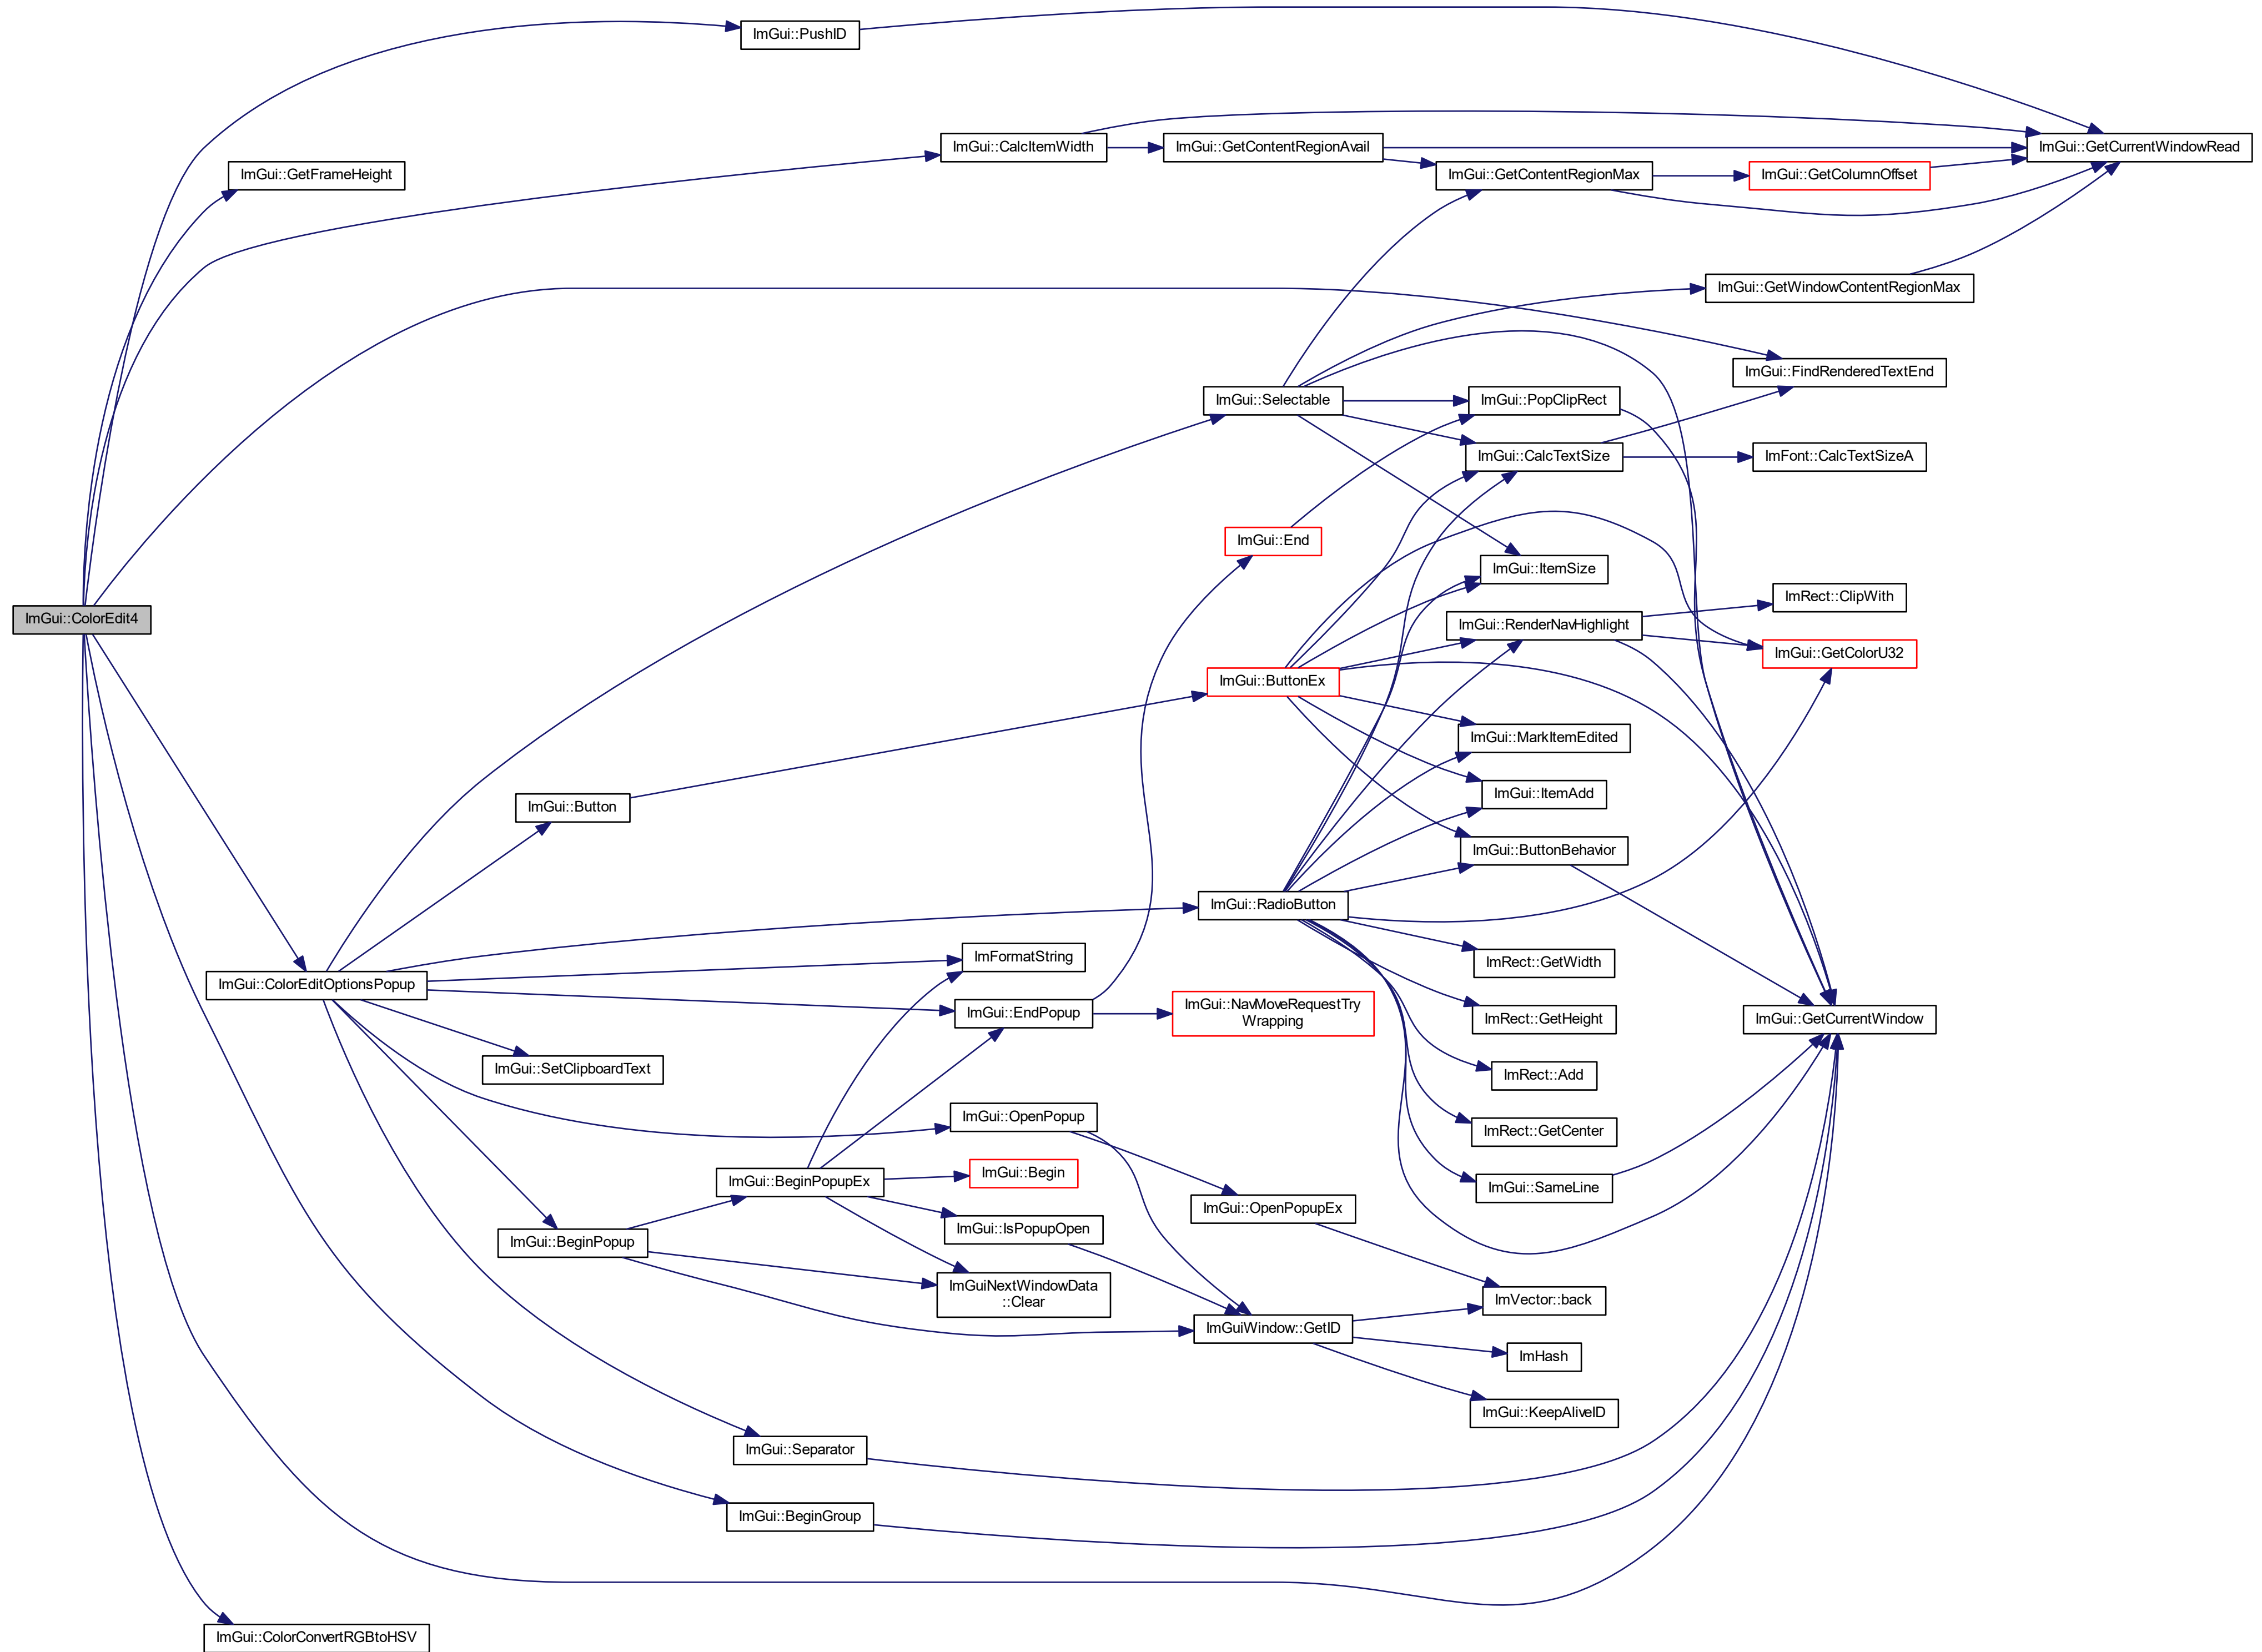 ImGui::PushID
ImGui::CalcItemWidth
ImGui::GetContentRegionAvail
ImGui::GetCurrentWindowRead
ImGui::GetFrameHeight
ImGui::GetContentRegionMax
ImGui::GetColumnOffset
ImGui::GetWindowContentRegionMax
ImGui::FindRenderedTextEnd
ImGui::Selectable
ImGui::PopClipRect
ImGui::CalcTextSize
ImFont::CalcTextSizeA
ImGui::End
ImGui::ItemSize
ImRect::ClipWith
ImGui::ColorEdit4
ImGui::RenderNavHighlight
ImGui::GetColorU32
ImGui::ButtonEx
ImGui::MarkItemEdited
ImGui::ItemAdd
ImGui::Button
ImGui::ButtonBehavior
ImGui::RadioButton
ImFormatString
ImRect::GetWidth
ImGui::ColorEditOptionsPopup
ImGui::EndPopup
ImGui::NavMoveRequestTry
Wrapping
ImRect::GetHeight
ImGui::GetCurrentWindow
ImGui::SetClipboardText
ImRect::Add
ImGui::OpenPopup
ImRect::GetCenter
ImGui::BeginPopupEx
ImGui::Begin
ImGui::SameLine
ImGui::OpenPopupEx
ImGui::IsPopupOpen
ImGui::BeginPopup
ImGuiNextWindowData
::Clear
ImVector::back
ImGuiWindow::GetID
ImHash
ImGui::KeepAliveID
ImGui::Separator
ImGui::BeginGroup
ImGui::ColorConvertRGBtoHSV